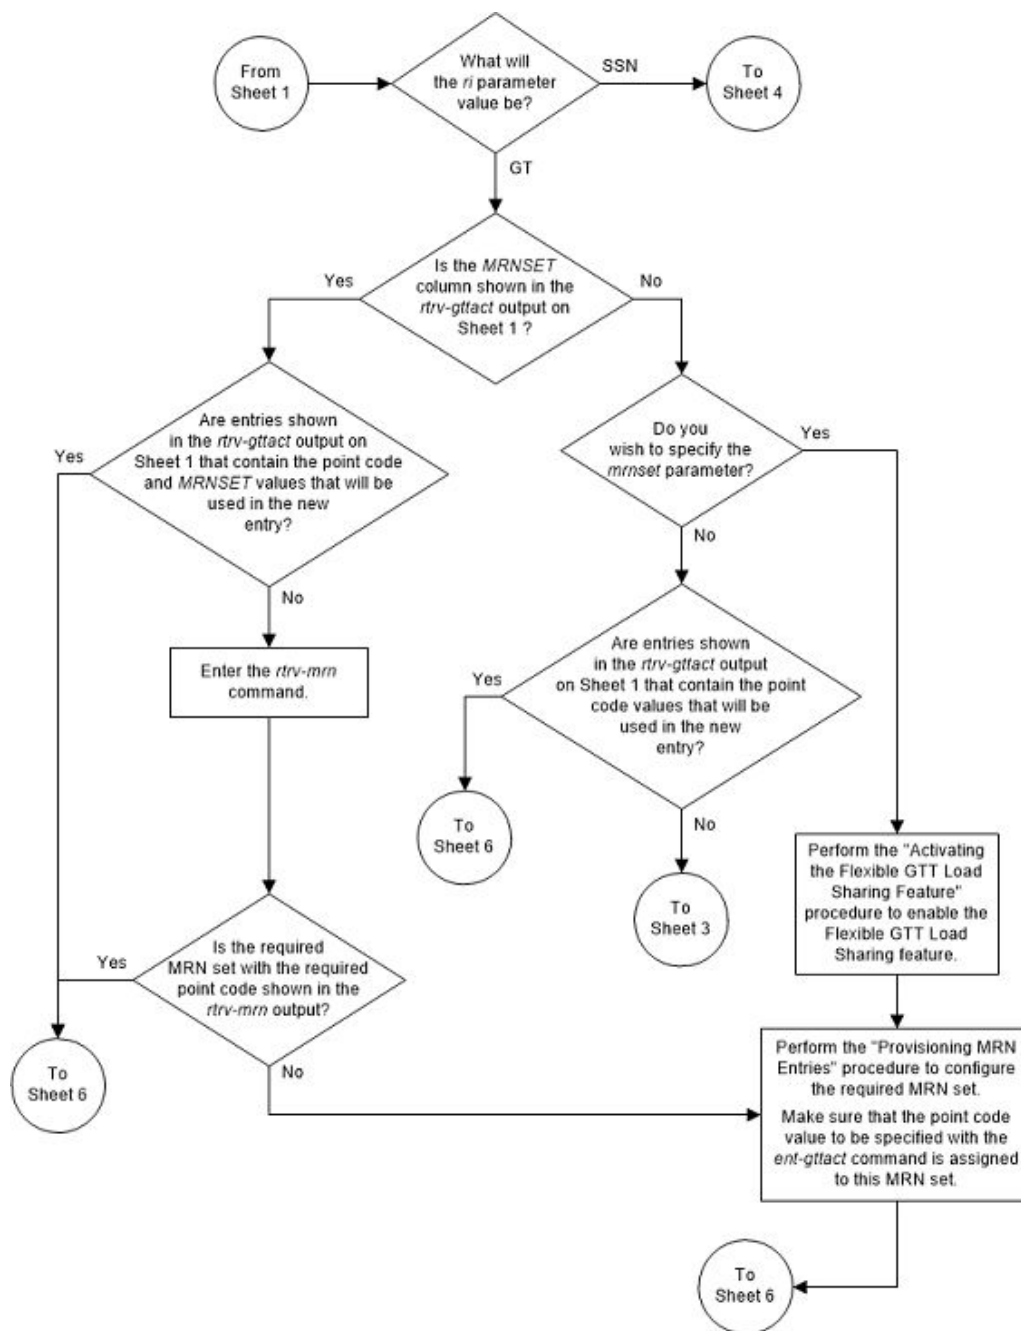 From
Sheet 1
What will
the ri parameter
value be?
SSN
To
Sheet 4
GT
Is the MRNSET
column shown in the
rtrv-gttact output on
Sheet 1 ?
Yes
No
Are entries shown
in the rtrv-gttact output on
Sheet 1 that contain the point code
and MRNSET values that will be
used in the new
entry?
Yes
No
Do you
wish to specify the
mrnset parameter?
Yes
No
Enter the rtrv-mrn
command.
Are entries shown
in the rtrv-gttact output
on Sheet 1 that contain the point
code values that will be
used in the new
entry?
Yes
No
To
Sheet 6
To
Sheet 3
Perform the "Activating
the Flexible GTT Load
Sharing Feature"
procedure to enable the
Flexible GTT Load
Sharing feature.
Is the required
MRN set with the required
point code shown in the
rtrv-mrn output?
Yes
No
To
Sheet 6
Perform the "Provisioning MRN
Entries" procedure to configure
the required MRN set.
Make sure that the point code
value to be specified with the
ent-gttact command is assigned
to this MRN set.
To
Sheet 6